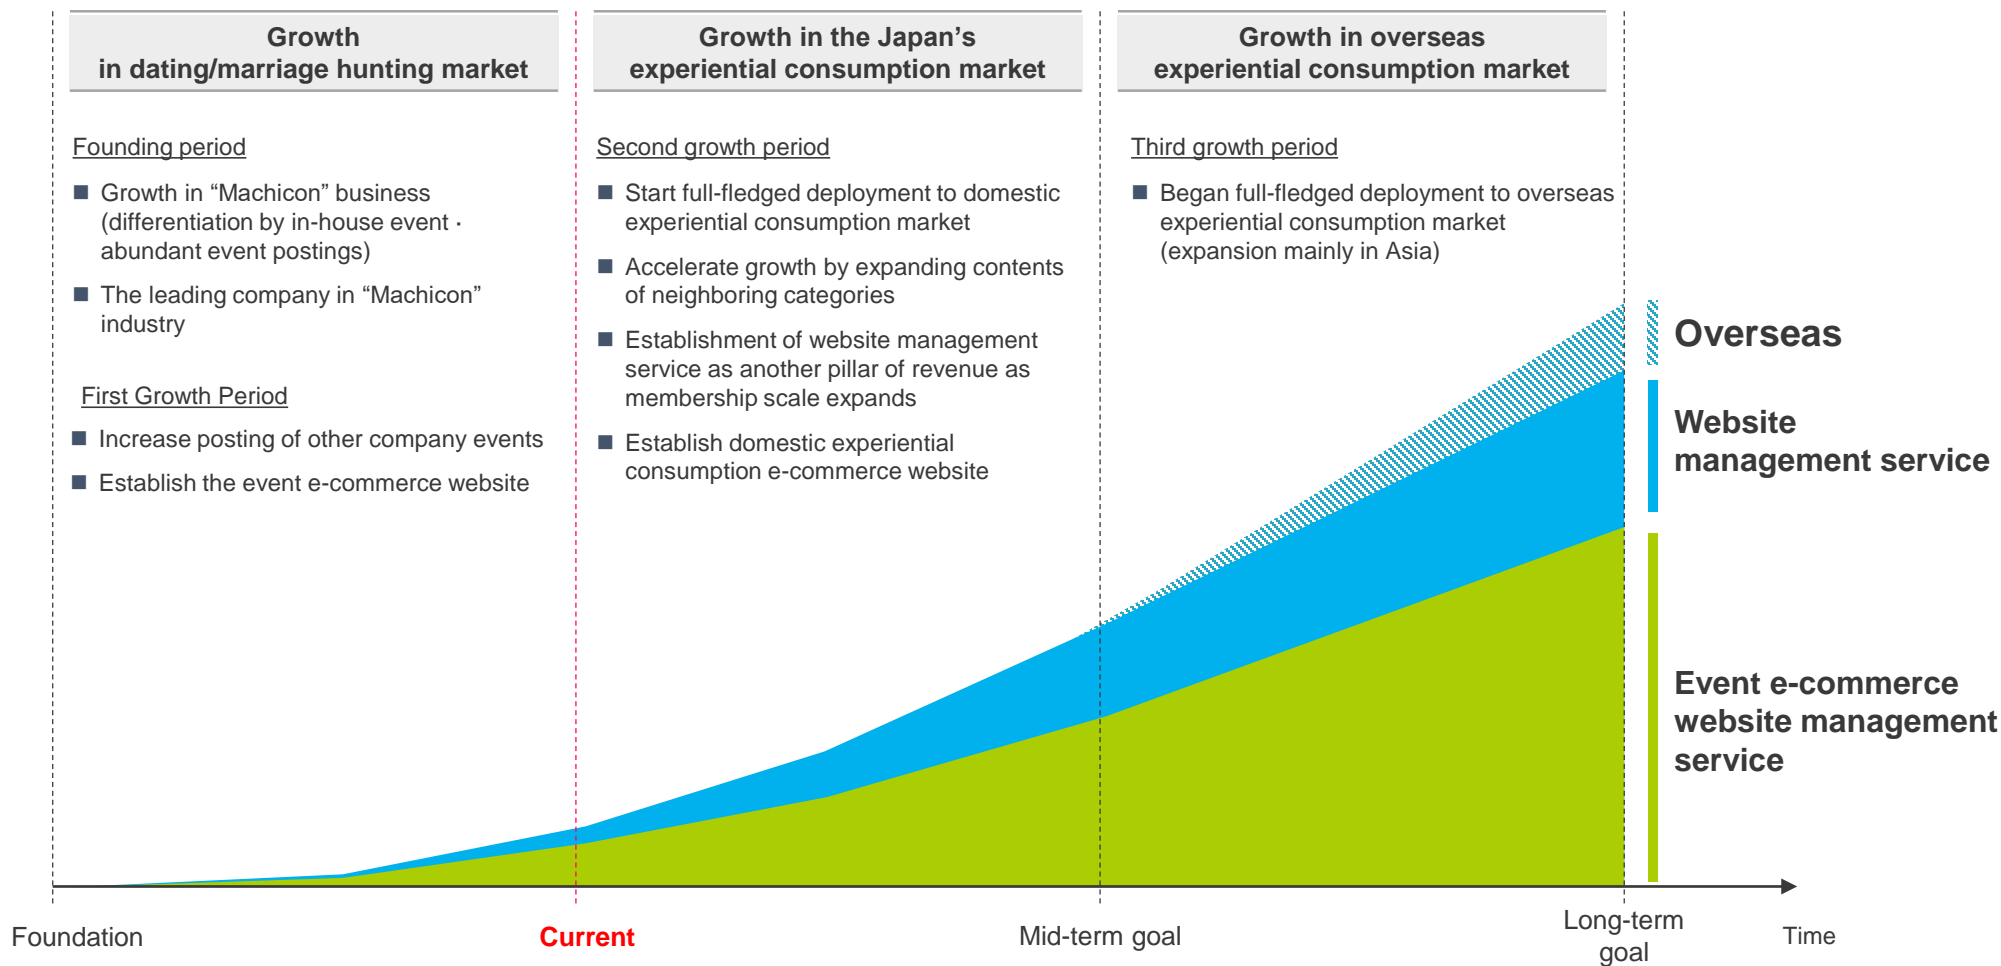 Growth
in dating/marriage hunting market
Growth in the Japan's
experiential consumption market
Growth in overseas
experiential consumption market
Founding period
■ Growth in “Machicon” business
(differentiation by in-house event ·
abundant event postings)
■ The leading company in “Machicon”
industry
First Growth Period
■ Increase posting of other company events
■ Establish the event e-commerce website
Second growth period
■ Start full-fledged deployment to domestic
experiential consumption market
■ Accelerate growth by expanding contents
of neighboring categories
■ Establishment of website management
service as another pillar of revenue as
membership scale expands
■ Establish domestic experiential
consumption e-commerce website
Third growth period
■ Began full-fledged deployment to overseas
experiential consumption market
(expansion mainly in Asia)
Overseas
Website
management service
Event e-commerce
website management
service
Foundation
Current
Mid-term goal
Long-term
goal
Time